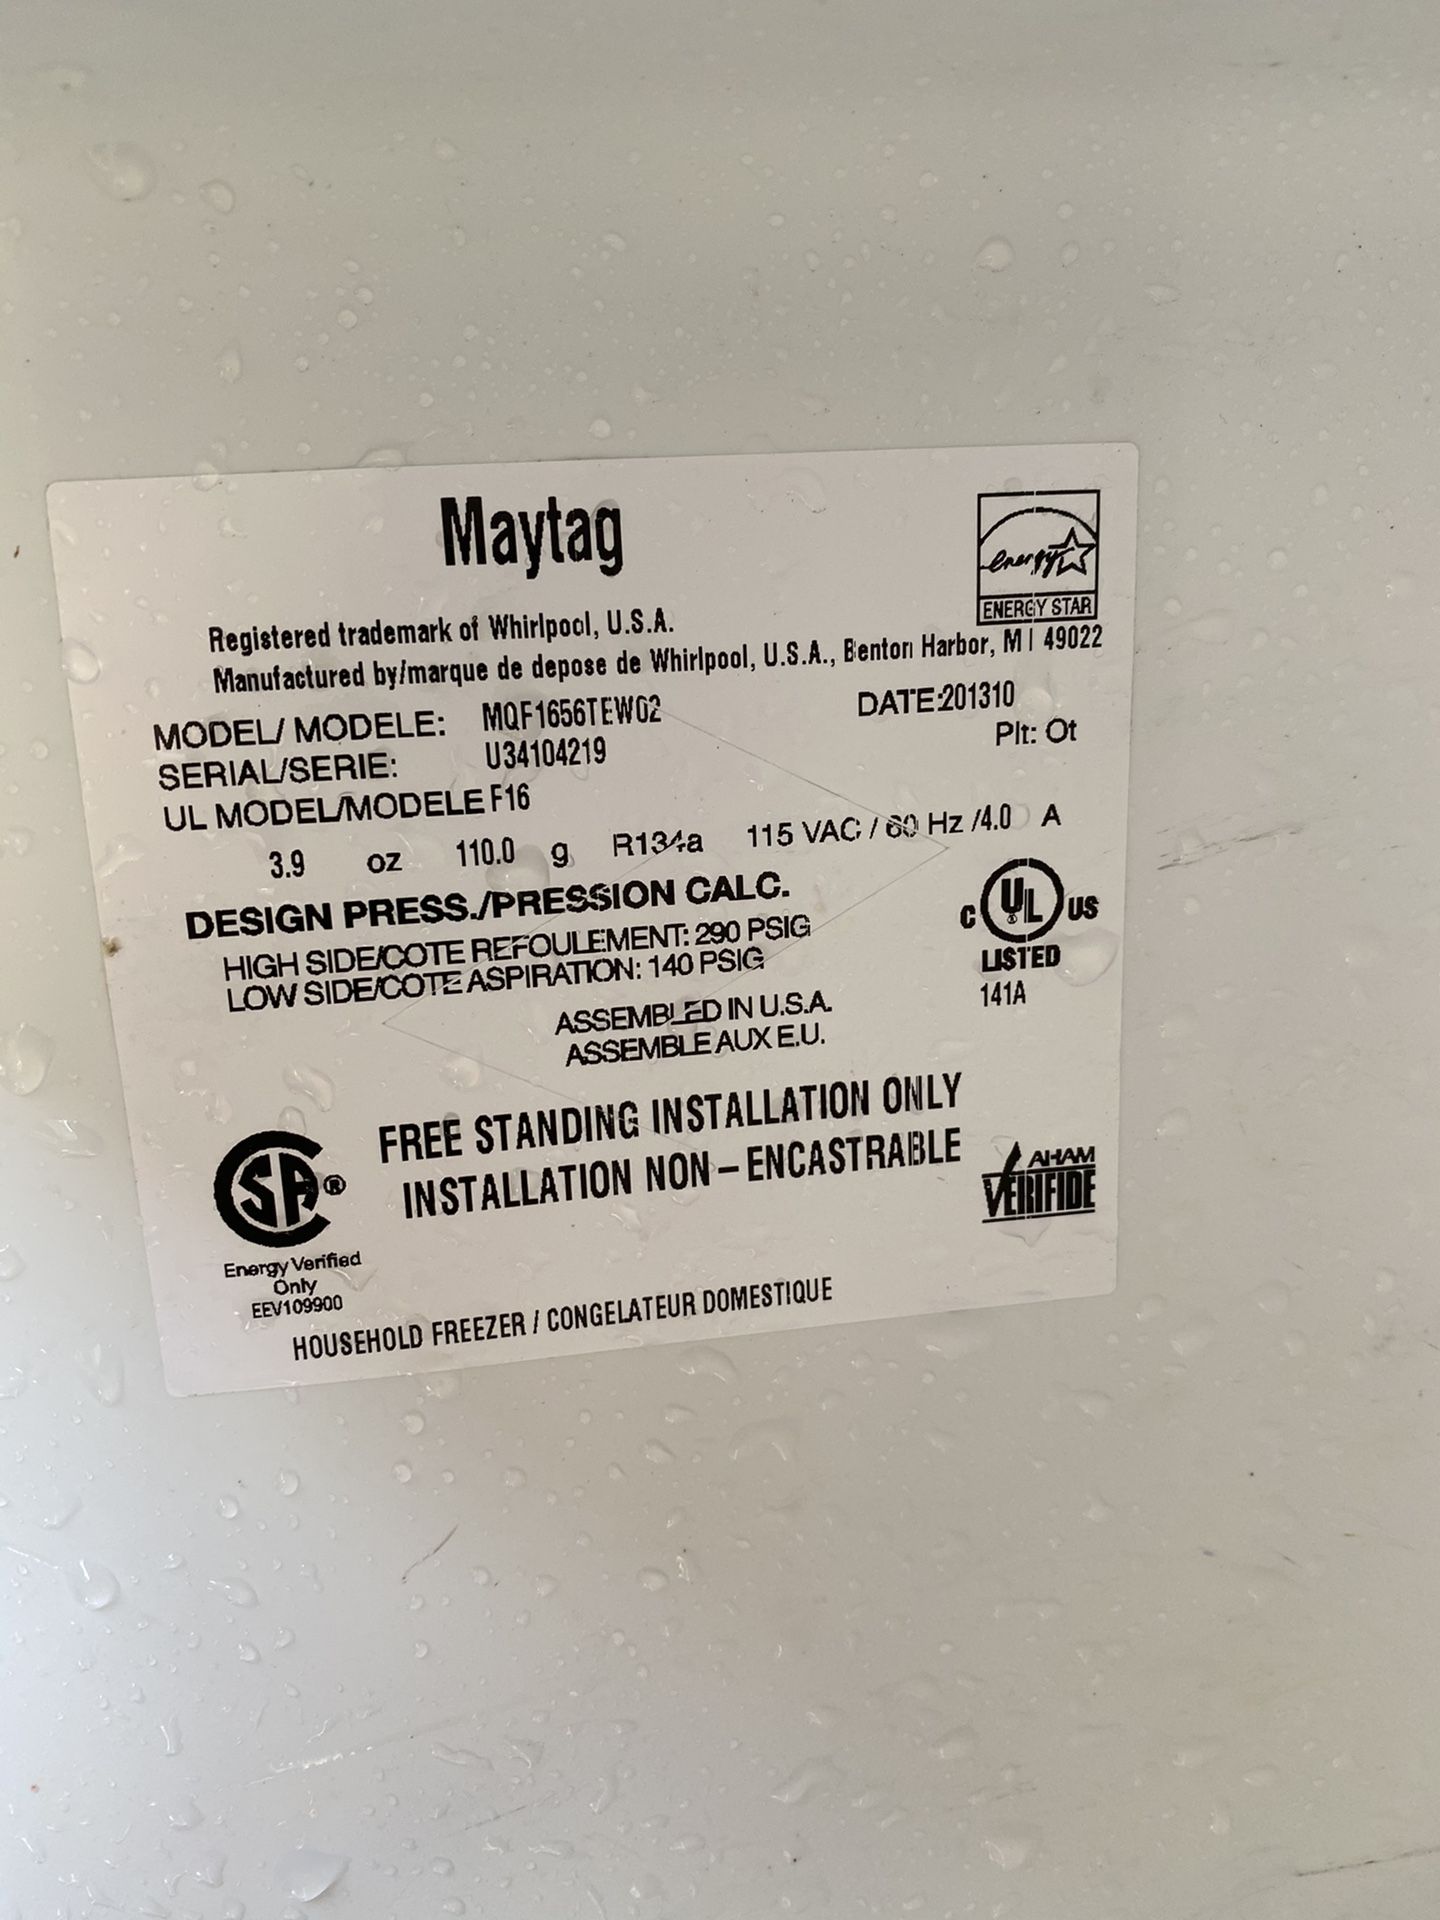 Maytag
energy
ENERGY STAR
Registered trademark of Whirlpool, U.S.A.
Manufactured by/marque de depose de Whirlpool, U.S.A., Benton Harbor, MI 49022
MODEL/ MODELE: MQF1656TEW02 DATE:201310
SERIAL/SERIE: U34104219 Plt: Ot
UL MODEL/MODELE F16
3.9 oz 110.0 g R134a 115 VAC / 60 Hz /4.0 A
DESIGN PRESS./PRESSION CALC.
HIGH SIDE/COTE REFOULEMENT: 290 PSIG
LOW SIDE/COTE ASPIRATION: 140 PSIG
C UL® US
LISTED
141A
ASSEMBLED IN U.S.A.
ASSEMBLE AUX E.U.
FREE STANDING INSTALLATION ONLY
INSTALLATION NON – ENCASTRABLE
SA®
Energy Verified
Only
EEV109900
AHAM
VERIFIDE
HOUSEHOLD FREEZER / CONGELATEUR DOMESTIQUE